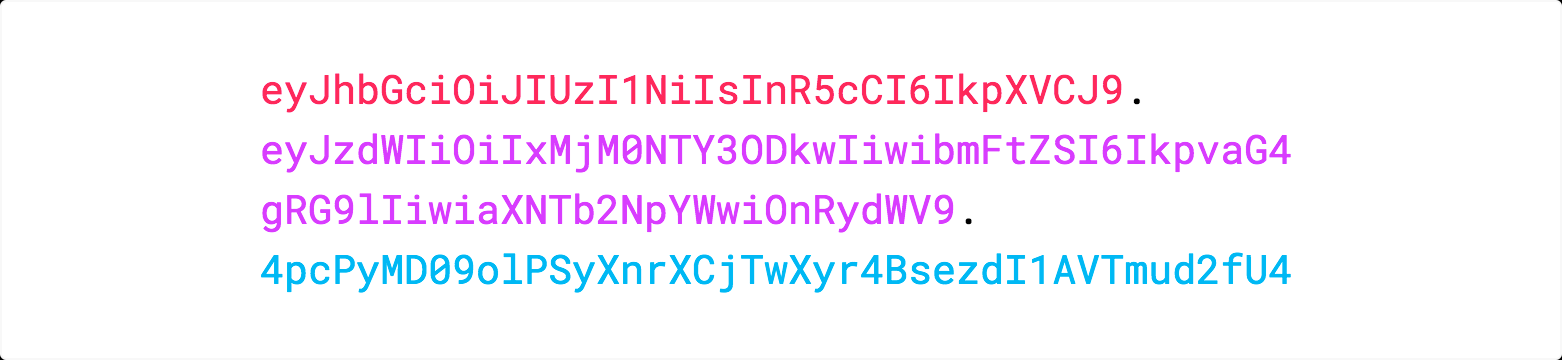 eyJhbGciOiJIUzI1NiIsInR5cCI6IkpXVCJ9.
eyJzdWIiOiIxMjM0NTY3ODkwIiwibmFtZSI6IkpvaG4
gRG9lIiwiaXNTb2NpYWwiOnRydWV9.
4pcPyMD09olPSyXnrXCjTwXyr4BsezdI1AVTmud2fU4